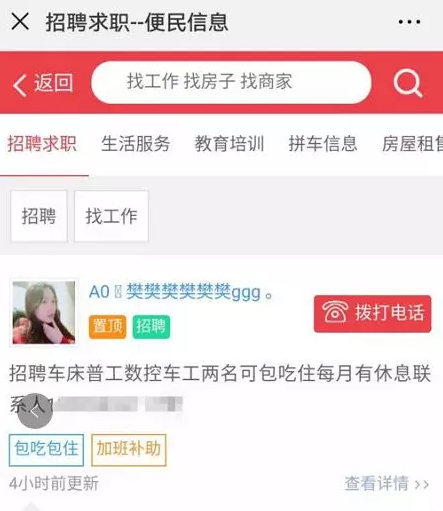 招聘求职--便民信息
返回
找工作 找房子 找商家
招聘求职 生活服务 教育培训 拼车信息 房屋租售
招聘 找工作
A0 樊樊樊樊樊樊ggg 。
置顶 招聘
拨打电话
招聘车床普工数控车工两名可包吃住每月有休息联
系人1
包吃包住 加班补助
4小时前更新
查看详情 >>